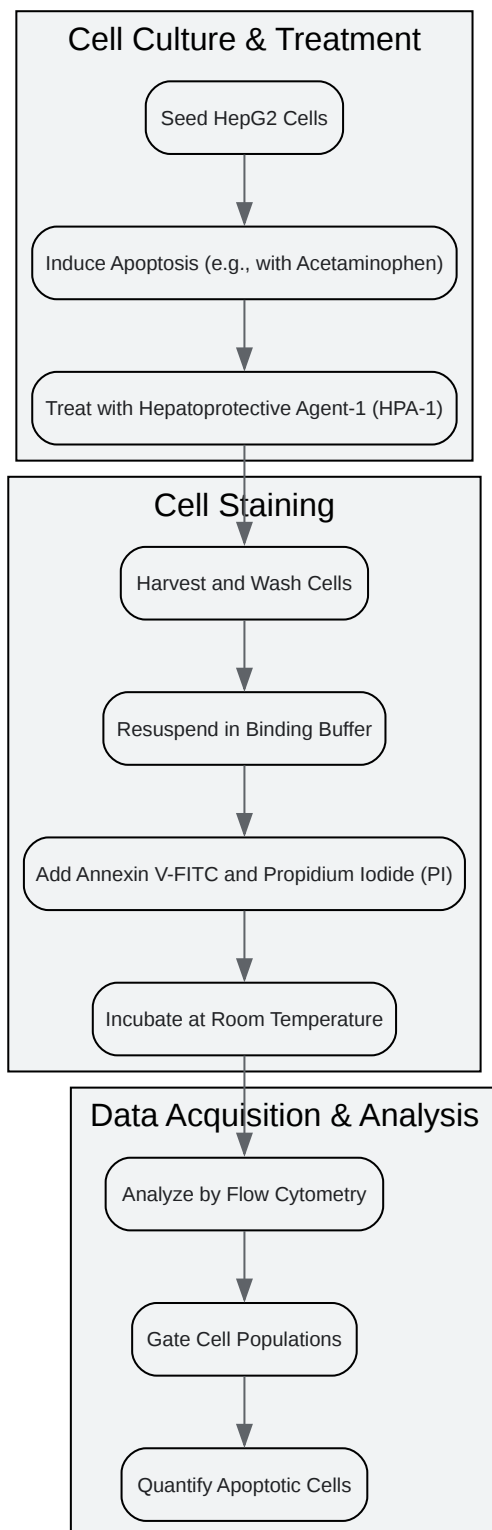 Cell Culture & Treatment
Seed HepG2 Cells
Induce Apoptosis (e.g., with Acetaminophen)
Treat with Hepatoprotective Agent-1 (HPA-1)
Cell Staining
Harvest and Wash Cells
Resuspend in Binding Buffer
Add Annexin V-FITC and Propidium Iodide (PI)
Incubate at Room Temperature
Data Acquisition & Analysis
Analyze by Flow Cytometry
Gate Cell Populations
Quantify Apoptotic Cells